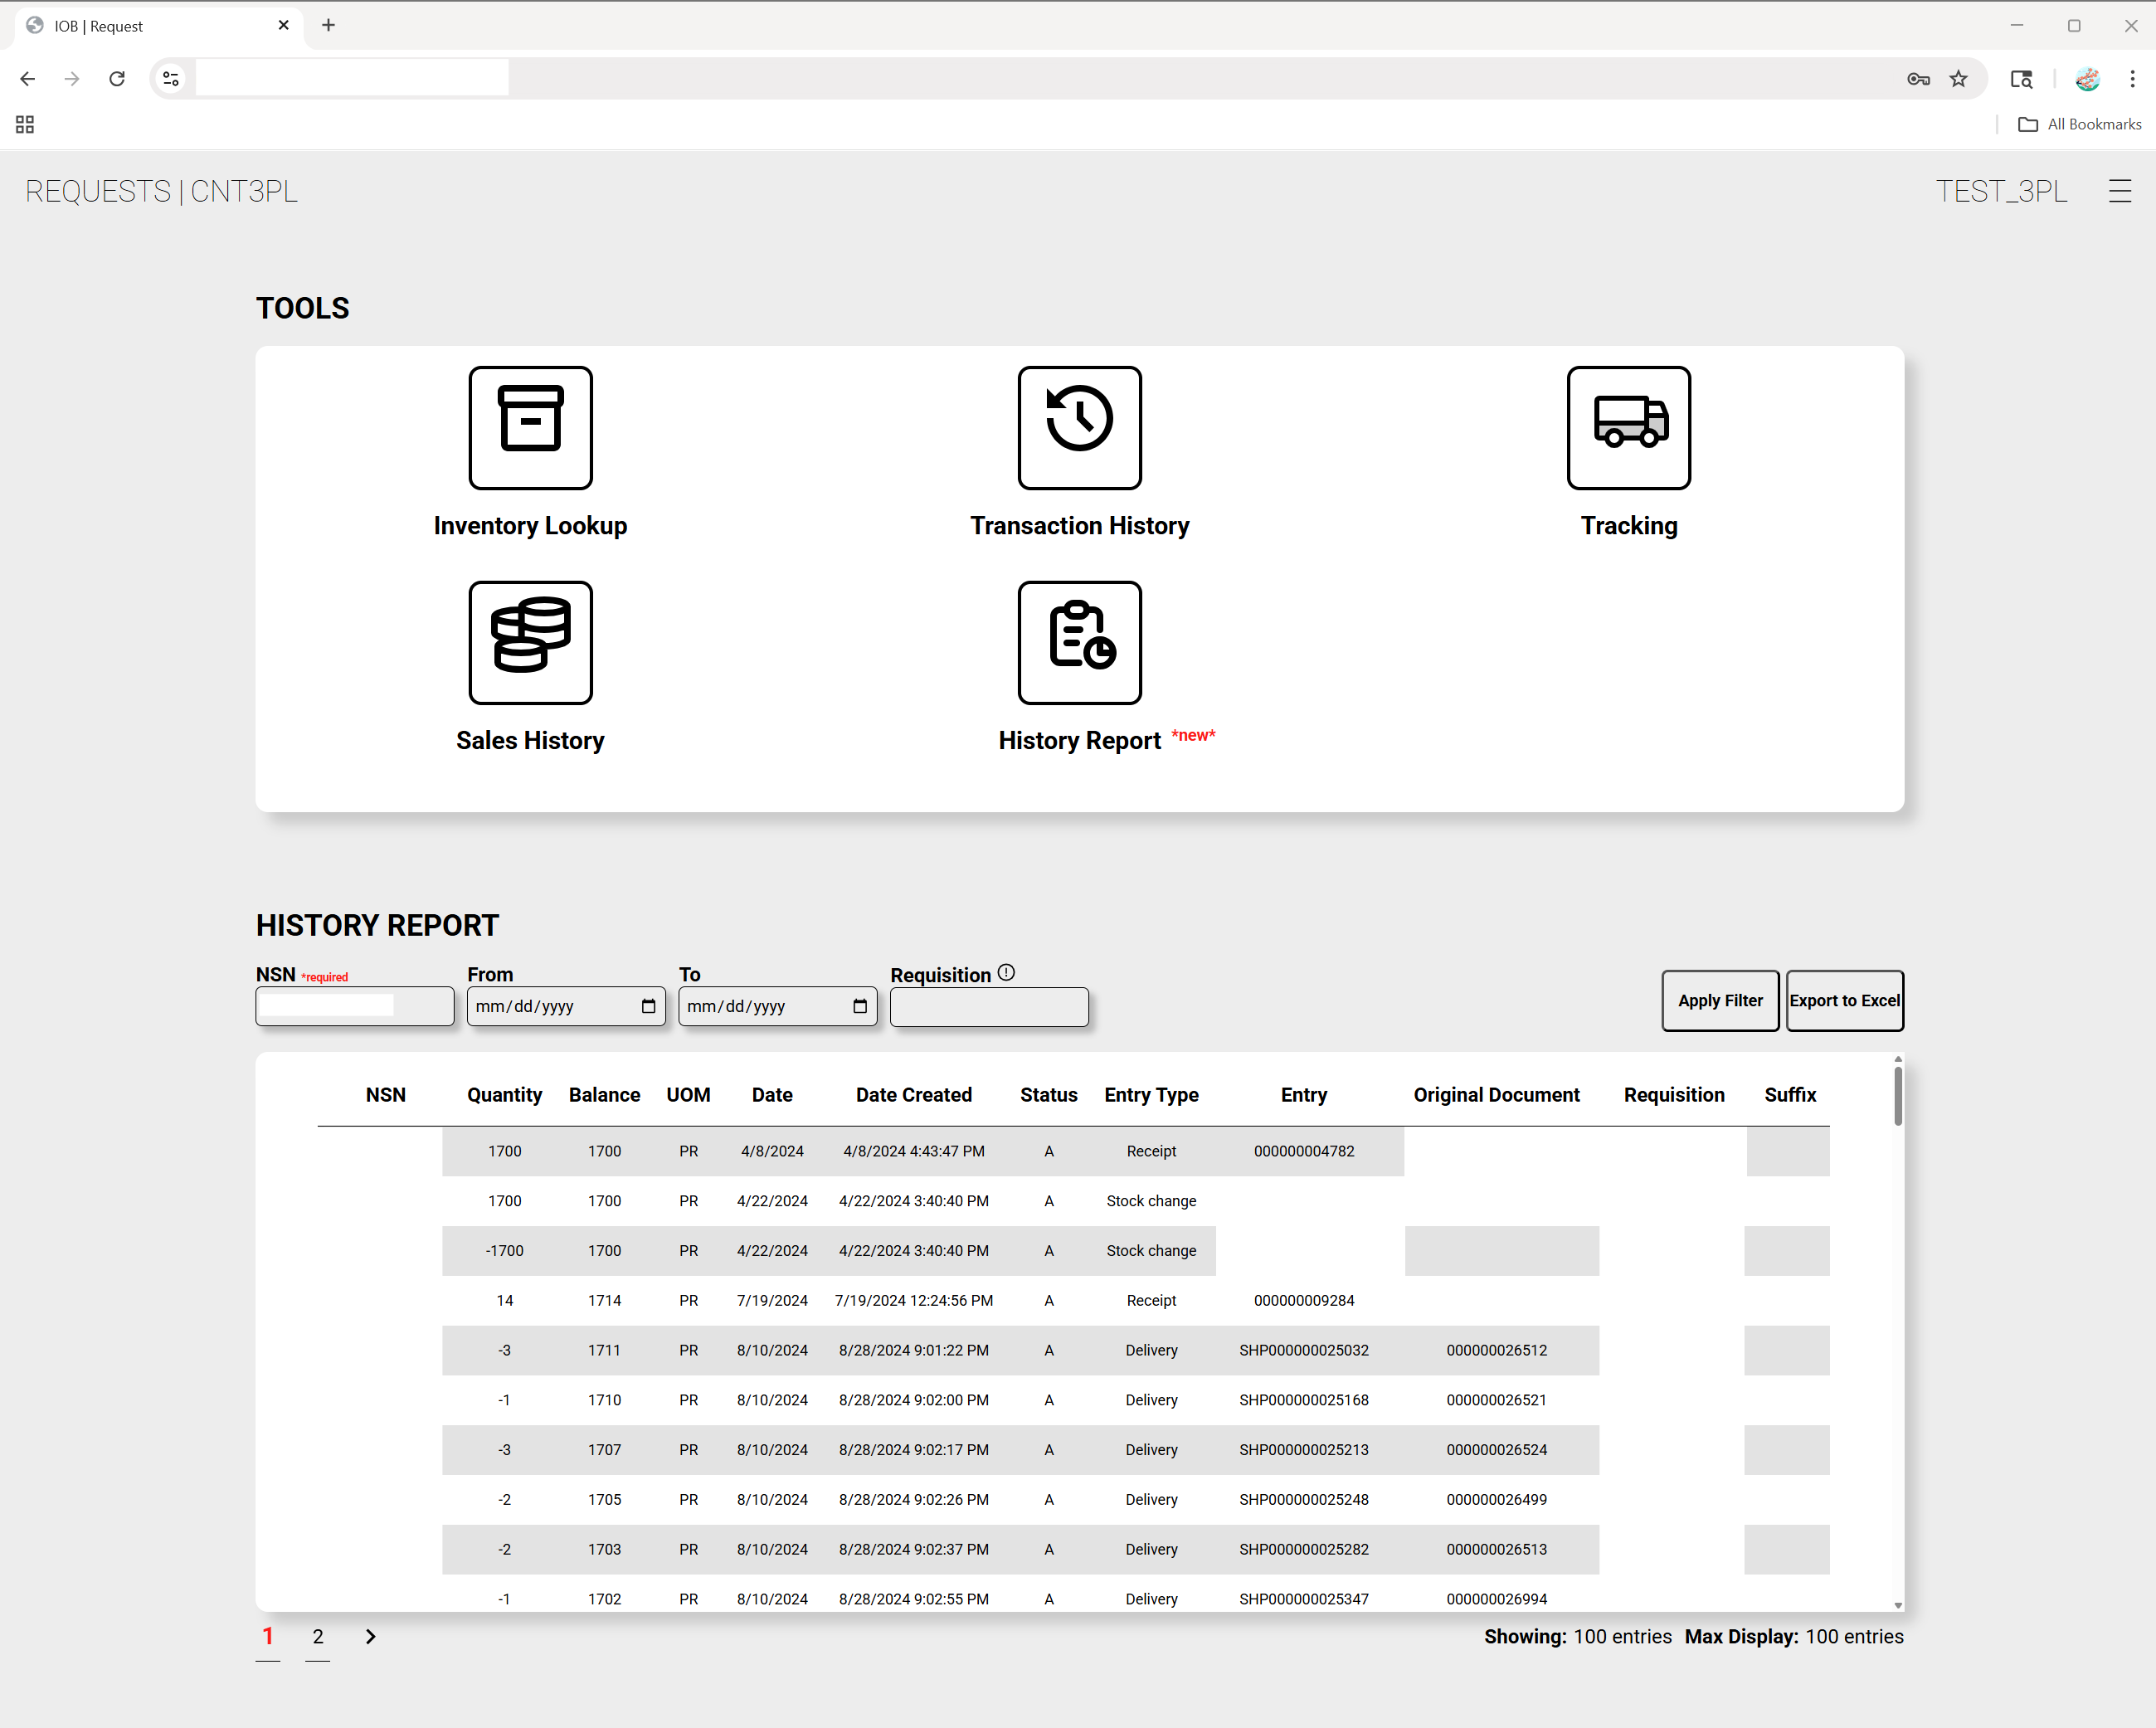 IOB | Request
All Bookmarks
REQUESTS | CNT3PL
TEST_3PL
TOOLS
Inventory Lookup
Transaction History
Tracking
Sales History
History Report *new*
HISTORY REPORT
NSN *required
From
To
Requisition
mm/dd/yyyy
mm/dd/yyyy
Apply Filter
Export to Excel
NSN Quantity Balance UOM Date Date Created Status Entry Type Entry Original Document Requisition Suffix
1700 1700 PR 4/8/2024 4/8/2024 4:43:47 PM A Receipt 000000004782
1700 1700 PR 4/22/2024 4/22/2024 3:40:40 PM A Stock change
-1700 1700 PR 4/22/2024 4/22/2024 3:40:40 PM A Stock change
14 1714 PR 7/19/2024 7/19/2024 12:24:56 PM A Receipt 000000009284
-3 1711 PR 8/10/2024 8/28/2024 9:01:22 PM A Delivery SHP000000025032 000000026512
-1 1710 PR 8/10/2024 8/28/2024 9:02:00 PM A Delivery SHP000000025168 000000026521
-3 1707 PR 8/10/2024 8/28/2024 9:02:17 PM A Delivery SHP000000025213 000000026524
-2 1705 PR 8/10/2024 8/28/2024 9:02:26 PM A Delivery SHP000000025248 000000026499
-2 1703 PR 8/10/2024 8/28/2024 9:02:37 PM A Delivery SHP000000025282 000000026513
-1 1702 PR 8/10/2024 8/28/2024 9:02:55 PM A Delivery SHP000000025347 000000026994
1 2
Showing: 100 entries Max Display: 100 entries